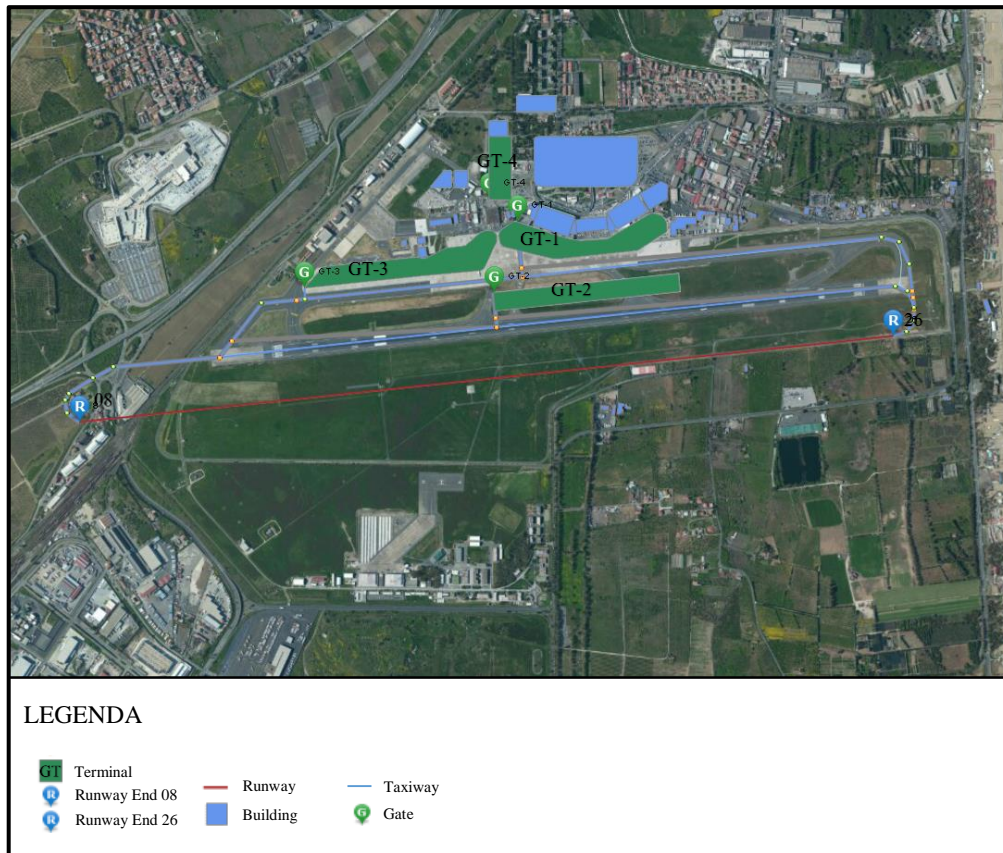 GT-4
G
GT-4
G
GT-1
GT-1
G
GT-3
GT-3
G
GT-2
GT-2
R
26
R
08
LEGENDA
GT Terminal
R Runway End 08
R Runway End 26
Runway
Building
Taxiway
G Gate